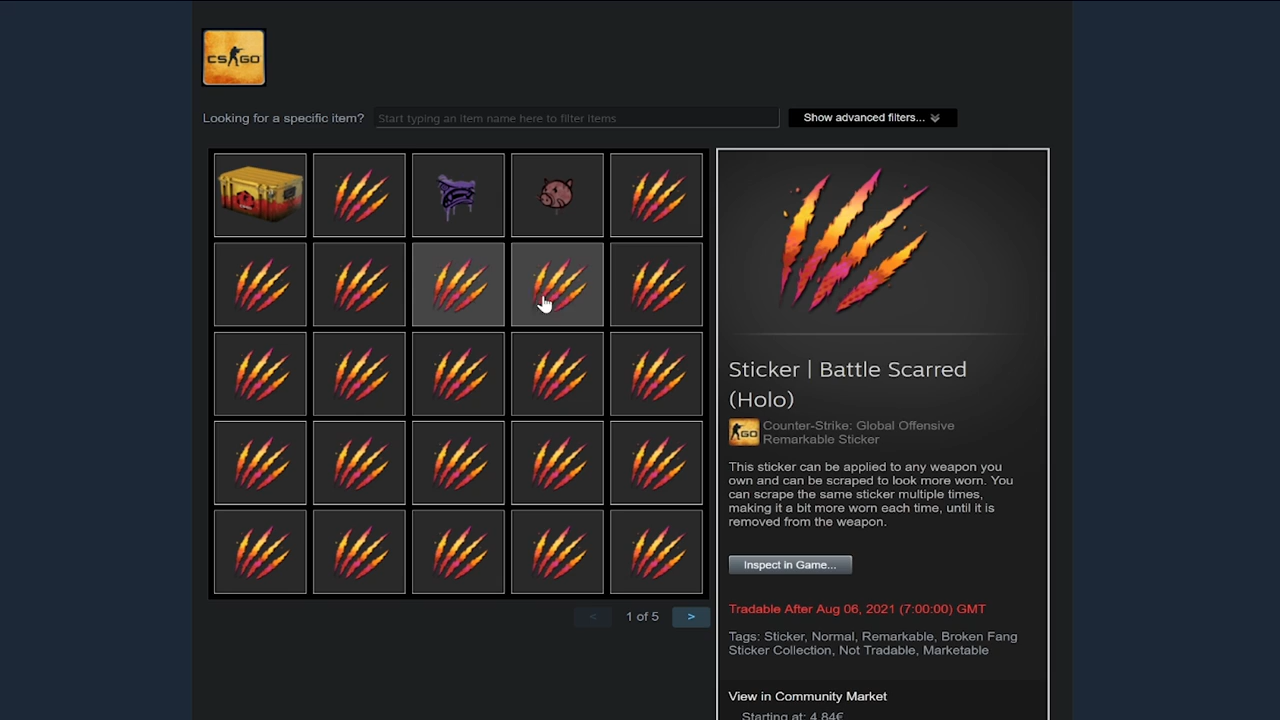 CS GO
Looking for a specific item?
Start typing an item name here to filter items
Show advanced filters...
1 of 5
Sticker | Battle Scarred
(Holo)
GO
Counter-Strike: Global Offensive
Remarkable Sticker
This sticker can be applied to any weapon you
own and can be scraped to look more worn. You
can scrape the same sticker multiple times,
making it a bit more worn each time, until it is
removed from the weapon.
Inspect in Game...
Tradable After Aug 06, 2021 (7:00:00) GMT
Tags: Sticker, Normal, Remarkable, Broken Fang
Sticker Collection, Not Tradable, Marketable
View in Community Market
Starting at: 4,84€